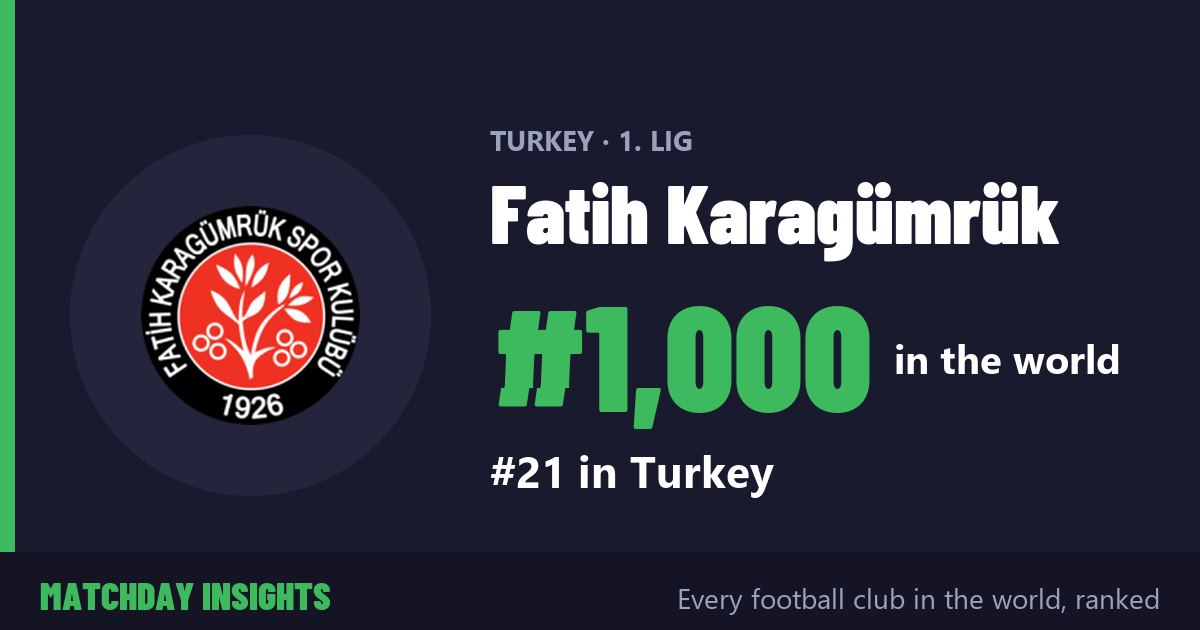 TURKEY · 1. LIG
Fatih Karagümrük
#1,000 in the world
#21 in Turkey
FATİH KARAGÜMRÜK SPOR KULÜBÜ
1926
MATCHDAY INSIGHTS
Every football club in the world, ranked